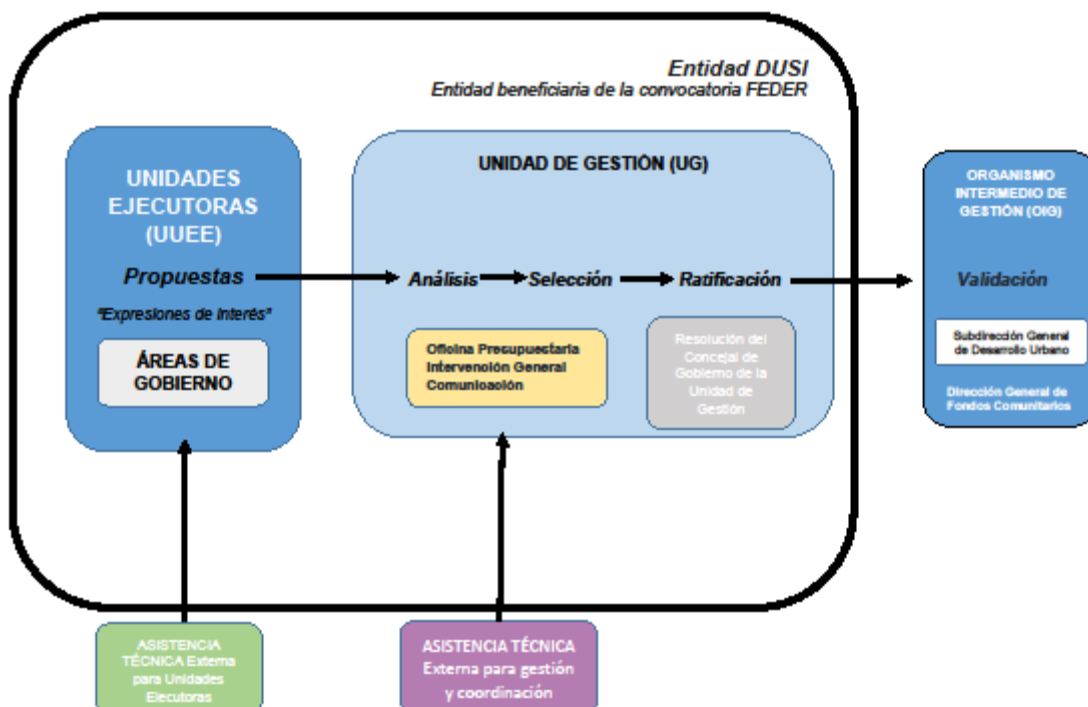 Entidad DUSI
Entidad beneficiaria de la convocatoria FEDER
UNIDADES
EJECUTORAS
(UUEE)
Propuestas
"Expresiones de interés"
ÁREAS DE
GOBIERNO
UNIDAD DE GESTIÓN (UG)
Análisis
Selección
Ratificación
Oficina Presupuestaria
Intervención General
Comunicación
Resolución del
Concejal de
Gobierno de la
Unidad de
Gestión
ORGANISMO
INTERMEDIO DE
GESTIÓN (OIG)
Validación
Subdirección General
de Desarrollo Urbano
Dirección General de
Fondos Comunitarios
ASISTENCIA
TÉCNICA Externa
para Unidades
Ejecutoras
ASISTENCIA TÉCNICA
Externa para gestión
y coordinación